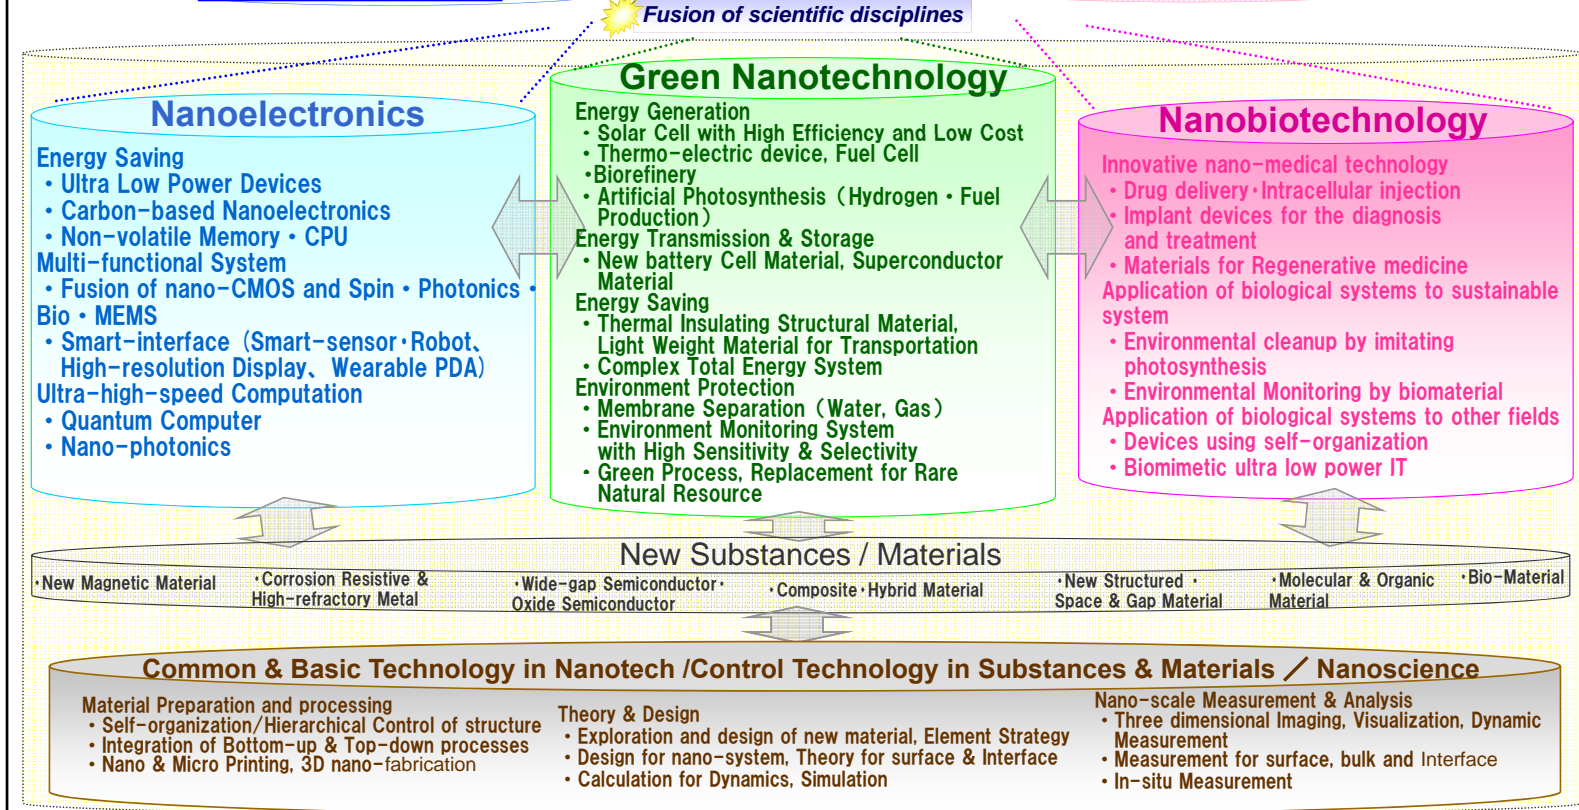 Fusion of scientific disciplines
Nanoelectronics
Energy Saving
・Ultra Low Power Devices
・Carbon-based Nanoelectronics
・Non-volatile Memory・CPU
Multi-functional System
・Fusion of nano-CMOS and Spin・Photonics・
Bio・MEMS
・Smart-interface (Smart-sensor・Robot、
High-resolution Display、Wearable PDA)
Ultra-high-speed Computation
・Quantum Computer
・Nano-photonics
Green Nanotechnology
Energy Generation
・Solar Cell with High Efficiency and Low Cost
・Thermo-electric device, Fuel Cell
・Biorefinery
・Artificial Photosynthesis (Hydrogen・Fuel
Production)
Energy Transmission & Storage
・New battery Cell Material, Superconductor
Material
Energy Saving
・Thermal Insulating Structural Material,
Light Weight Material for Transportation
・Complex Total Energy System
Environment Protection
・Membrane Separation (Water, Gas)
・Environment Monitoring System
with High Sensitivity & Selectivity
・Green Process, Replacement for Rare
Natural Resource
Nanobiotechnology
Innovative nano-medical technology
・Drug delivery・Intracellular injection
・Implant devices for the diagnosis
and treatment
・Materials for Regenerative medicine
Application of biological systems to sustainable
system
・Environmental cleanup by imitating
photosynthesis
・Environmental Monitoring by biomaterial
Application of biological systems to other fields
・Devices using self-organization
・Biomimetic ultra low power IT
New Substances / Materials
・New Magnetic Material
・Corrosion Resistive &
High-refractory Metal
・Wide-gap Semiconductor・
Oxide Semiconductor
・Composite・Hybrid Material
・New Structured・
Space & Gap Material
・Molecular & Organic
Material
・Bio-Material
Common & Basic Technology in Nanotech /Control Technology in Substances & Materials ／ Nanoscience
Material Preparation and processing
・Self-organization/Hierarchical Control of structure
・Integration of Bottom-up & Top-down processes
・Nano & Micro Printing, 3D nano-fabrication
Theory & Design
・Exploration and design of new material, Element Strategy
・Design for nano-system, Theory for surface & Interface
・Calculation for Dynamics, Simulation
Nano-scale Measurement & Analysis
・Three dimensional Imaging, Visualization, Dynamic
Measurement
・Measurement for surface, bulk and Interface
・In-situ Measurement